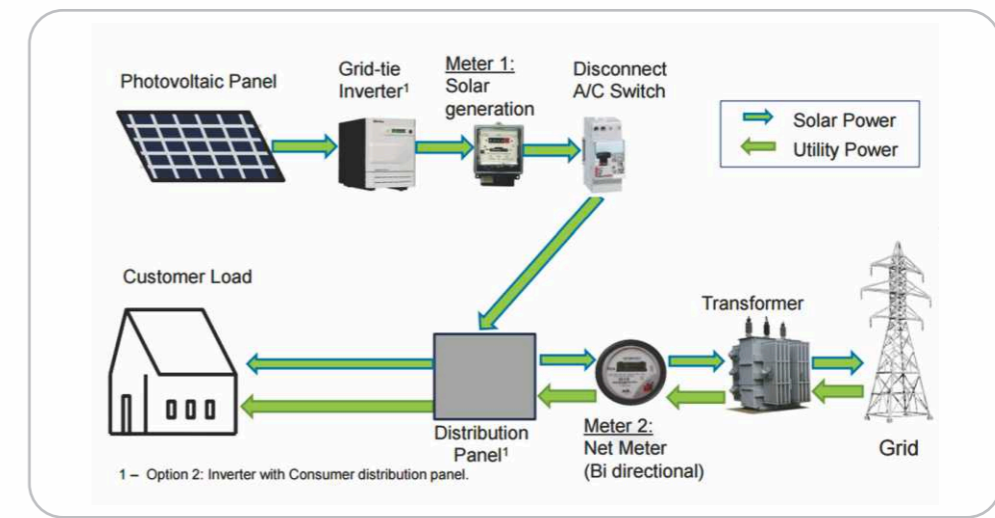 Photovoltaic Panel
Grid-tie
Inverter¹
Meter 1:
Solar
generation
Disconnect
A/C Switch
Solar Power
Utility Power
Customer Load
Transformer
Distribution
Panel¹
Meter 2:
Net Meter
(Bi directional)
Grid
1 – Option 2: Inverter with Consumer distribution panel.